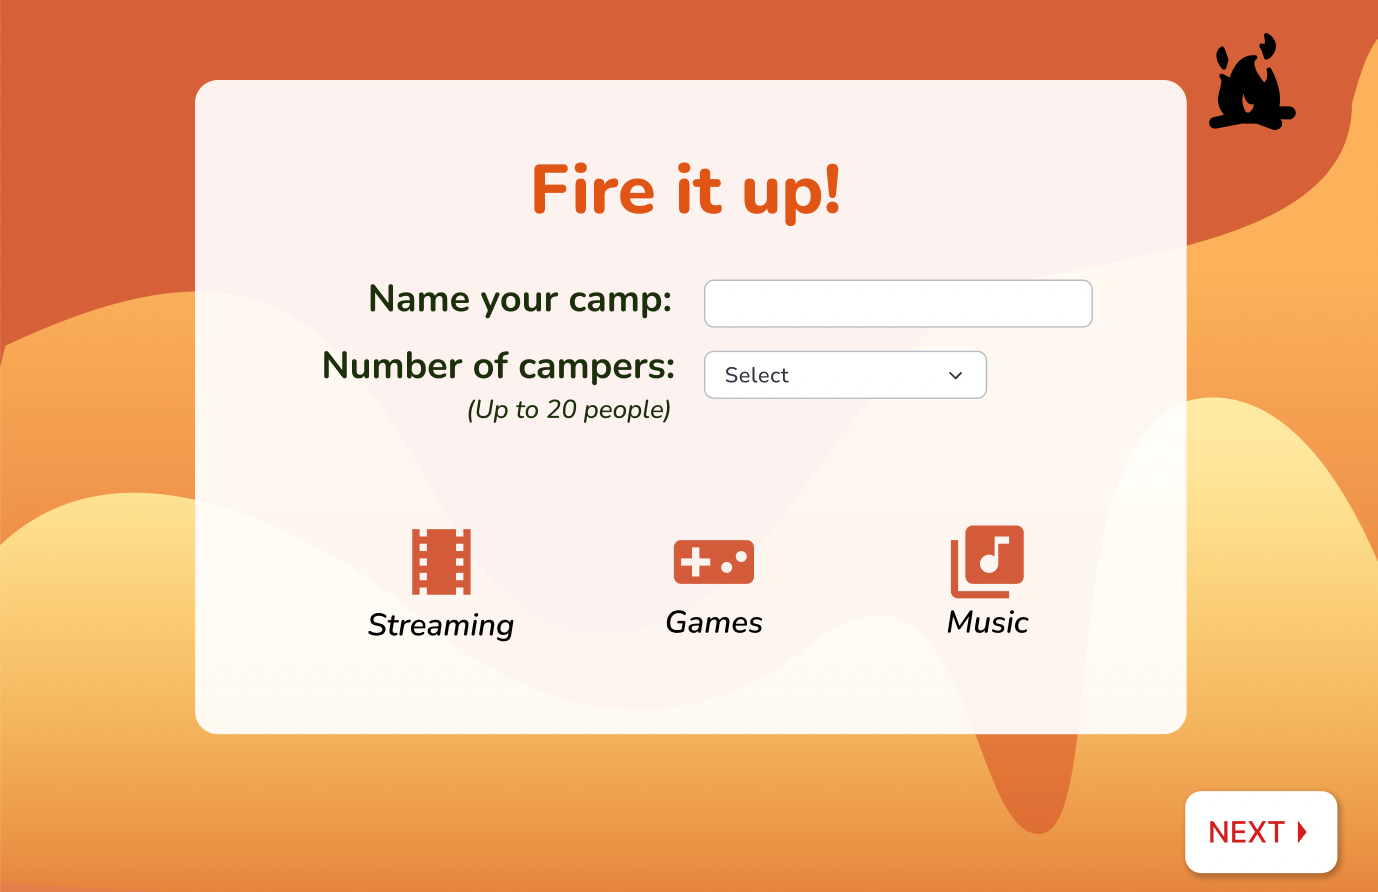 Fire it up!
Name your camp:
Number of campers:
Select
(Up to 20 people)
Streaming
Games
Music
NEXT